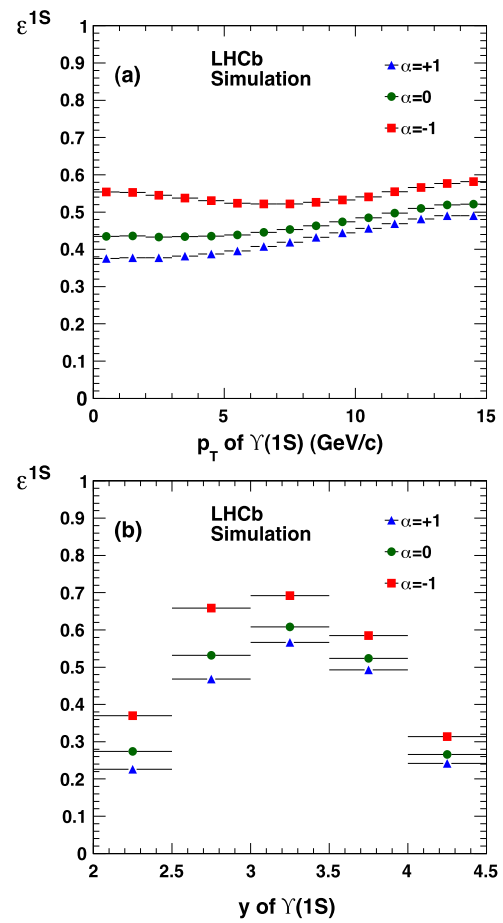 ε^1S
1
0.9
0.8
0.7
0.6
0.5
0.4
0.3
0.2
0.1
0
(a)
LHCb
Simulation
α=+1
α=0
α=-1
0 5 10 15
p_T of ϒ(1S) (GeV/c)
ε^1S
1
0.9
0.8
0.7
0.6
0.5
0.4
0.3
0.2
0.1
0
(b)
LHCb
Simulation
α=+1
α=0
α=-1
2 2.5 3 3.5 4 4.5
y of ϒ(1S)